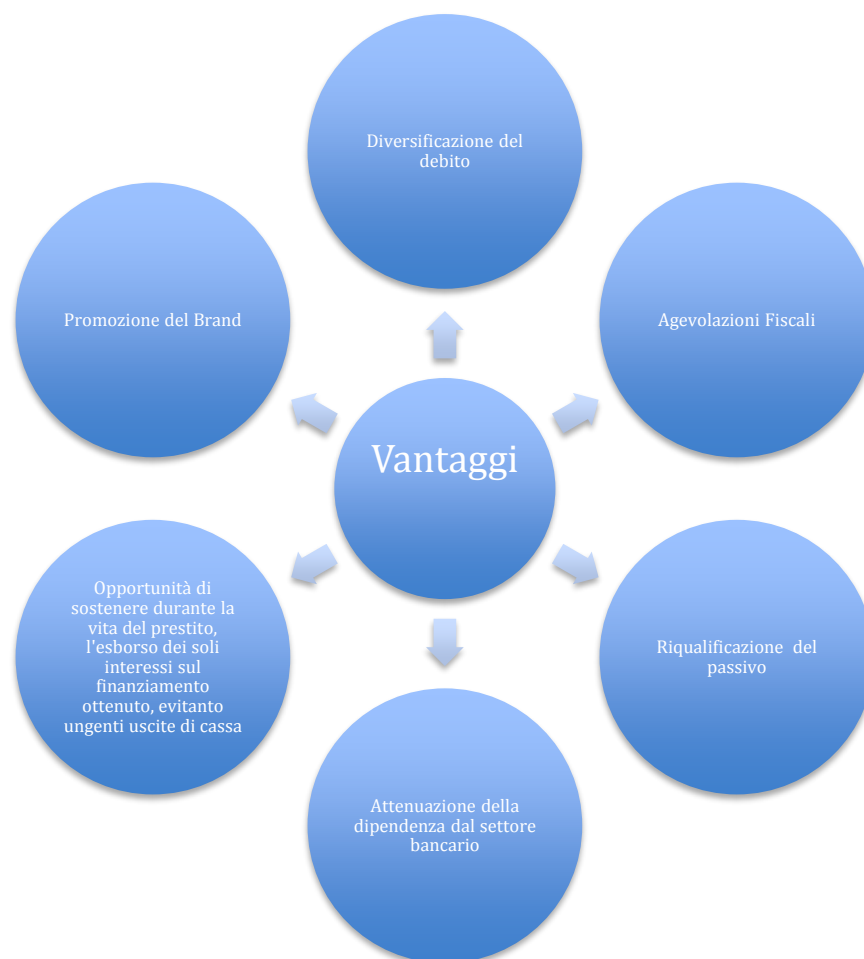 Diversificazione del
debito
Promozione del Brand
Agevolazioni Fiscali
Vantaggi
Opportunità di
sostenere durante la
vita del prestito,
l'esborso dei soli
interessi sul
finanziamento
ottenuto, evitanto
ungenti uscite di cassa
Riqualificazione del
passivo
Attenuazione della
dipendenza dal settore
bancario